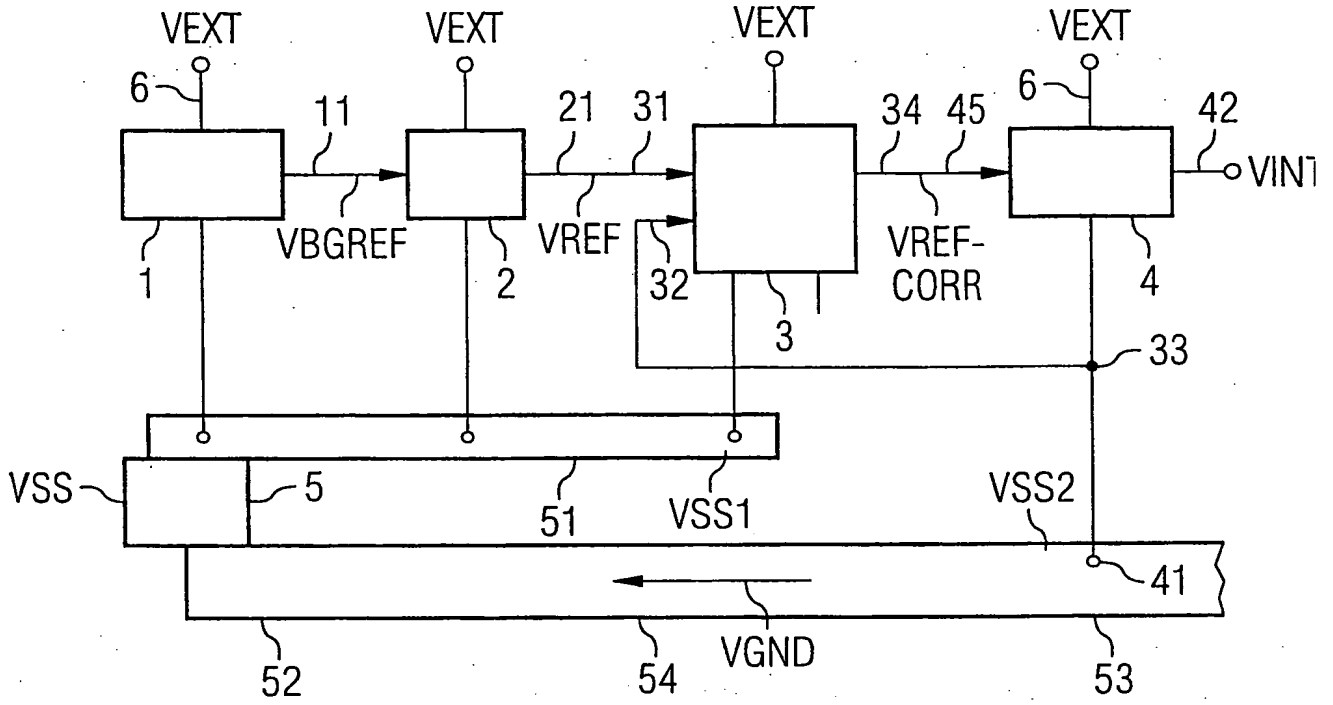 VEXT VEXT VEXT VEXT
6 11 21 31 34 45 6 42
VINT
VBGREF VREF VREF-
CORR
1 2 32 3 4
33
VSS 5 51 VSS1 VSS2
41
VGND
52 54 53